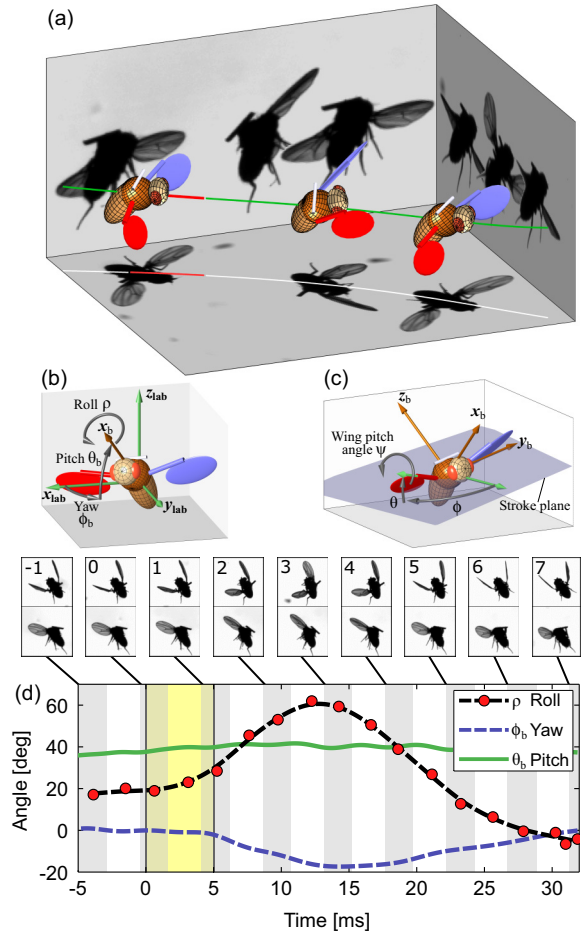 (a)
(b)
z_lab
Roll ρ
x_b
Pitch θ_b
x_lab
Yaw
ϕ_b
y_lab
(c)
z_b
x_b
Wing pitch
angle ψ
y_b
θ
ϕ
Stroke plane
-1 0 1 2 3 4 5 6 7
(d)
60
40
20
0
-20
Angle [deg]
ρ Roll
ϕ_b Yaw
θ_b Pitch
-5 0 5 10 15 20 25 30
Time [ms]